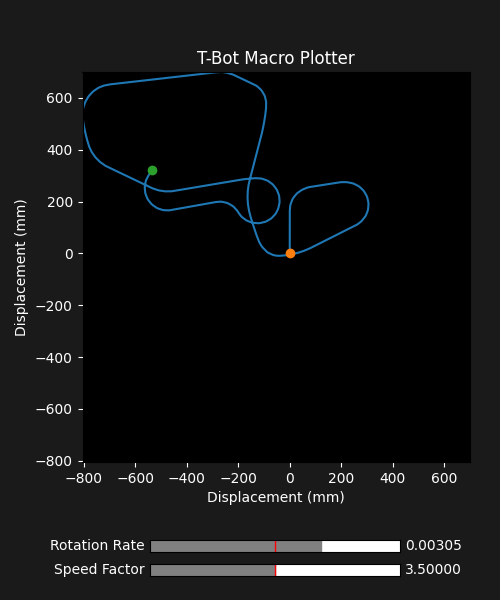 T-Bot Macro Plotter
600
400
200
0
−200
−400
−600
−800
Displacement (mm)
−800 −600 −400 −200 0 200 400 600
Displacement (mm)
Rotation Rate 0.00305
Speed Factor 3.50000